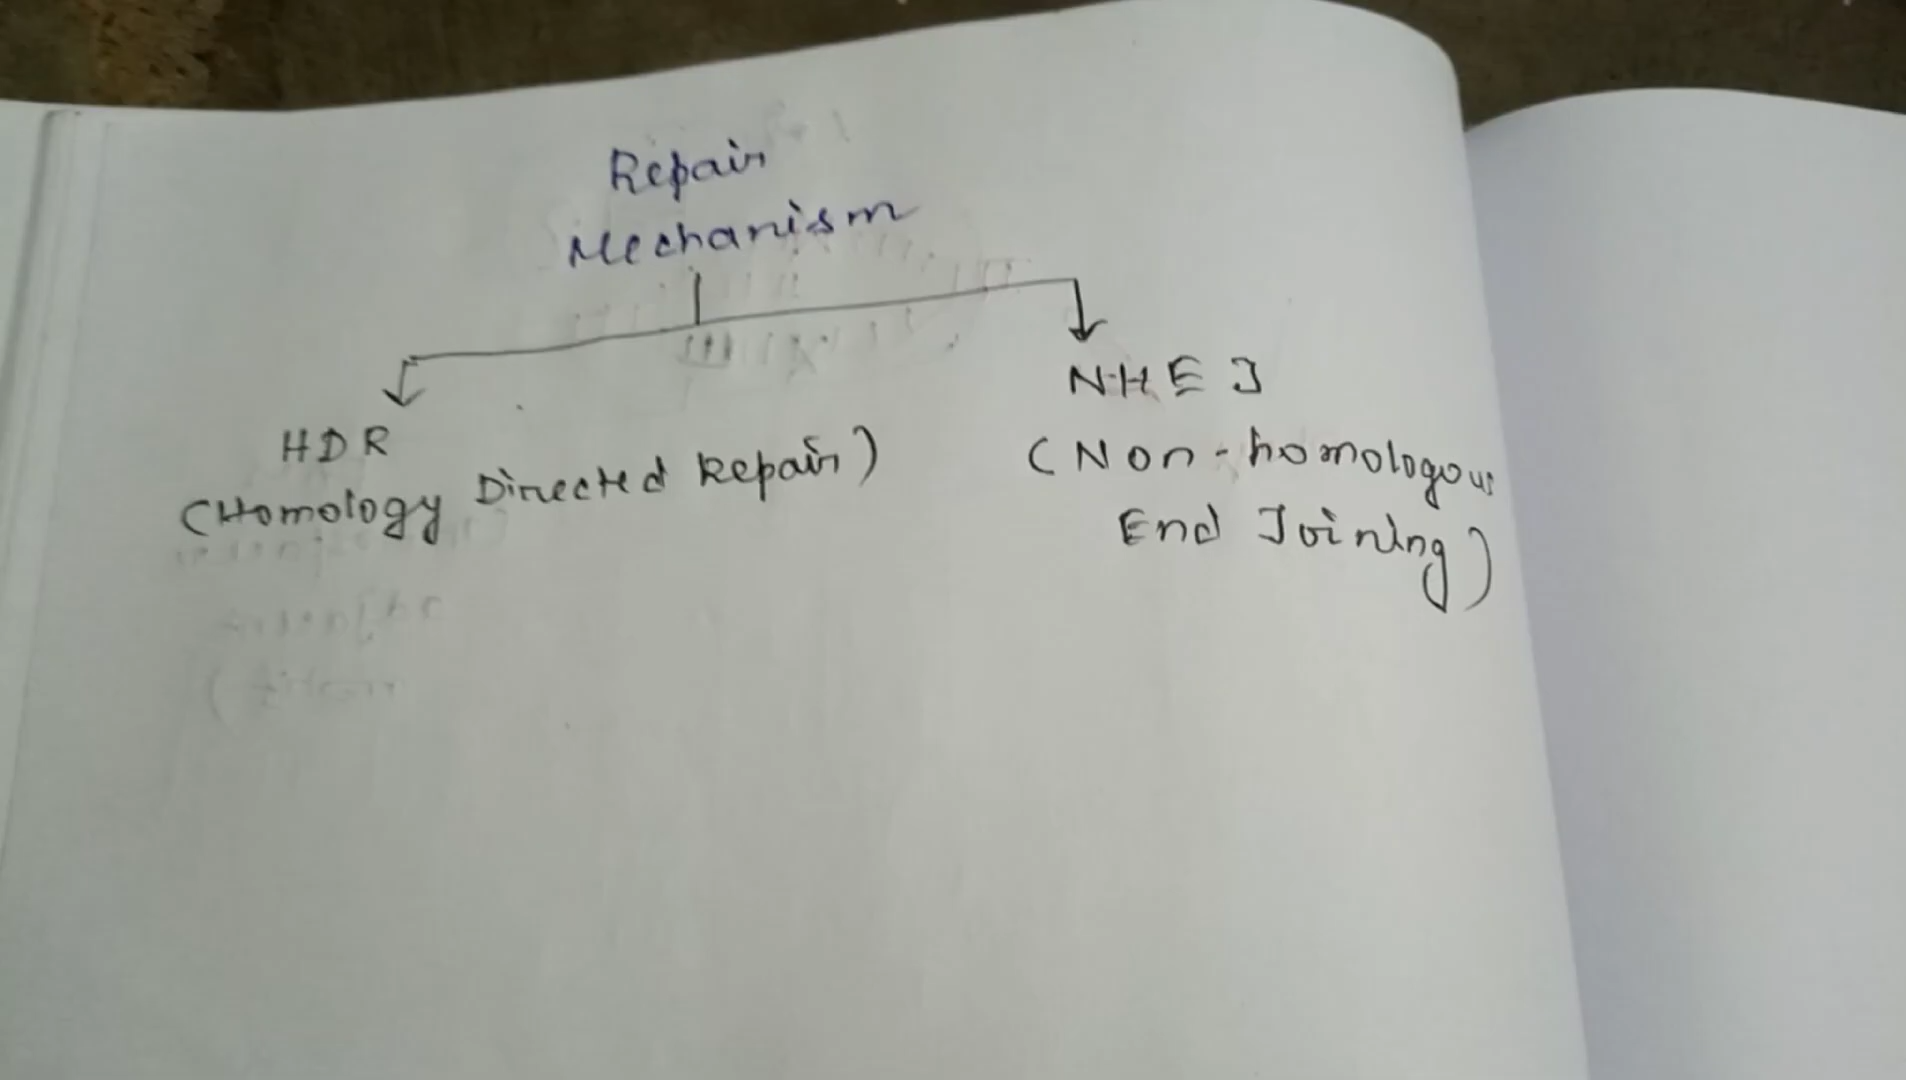 Repair
Mechanism
HDR
(Homology Directed Repair)
NHEJ
(Non-homologous
End Joining)